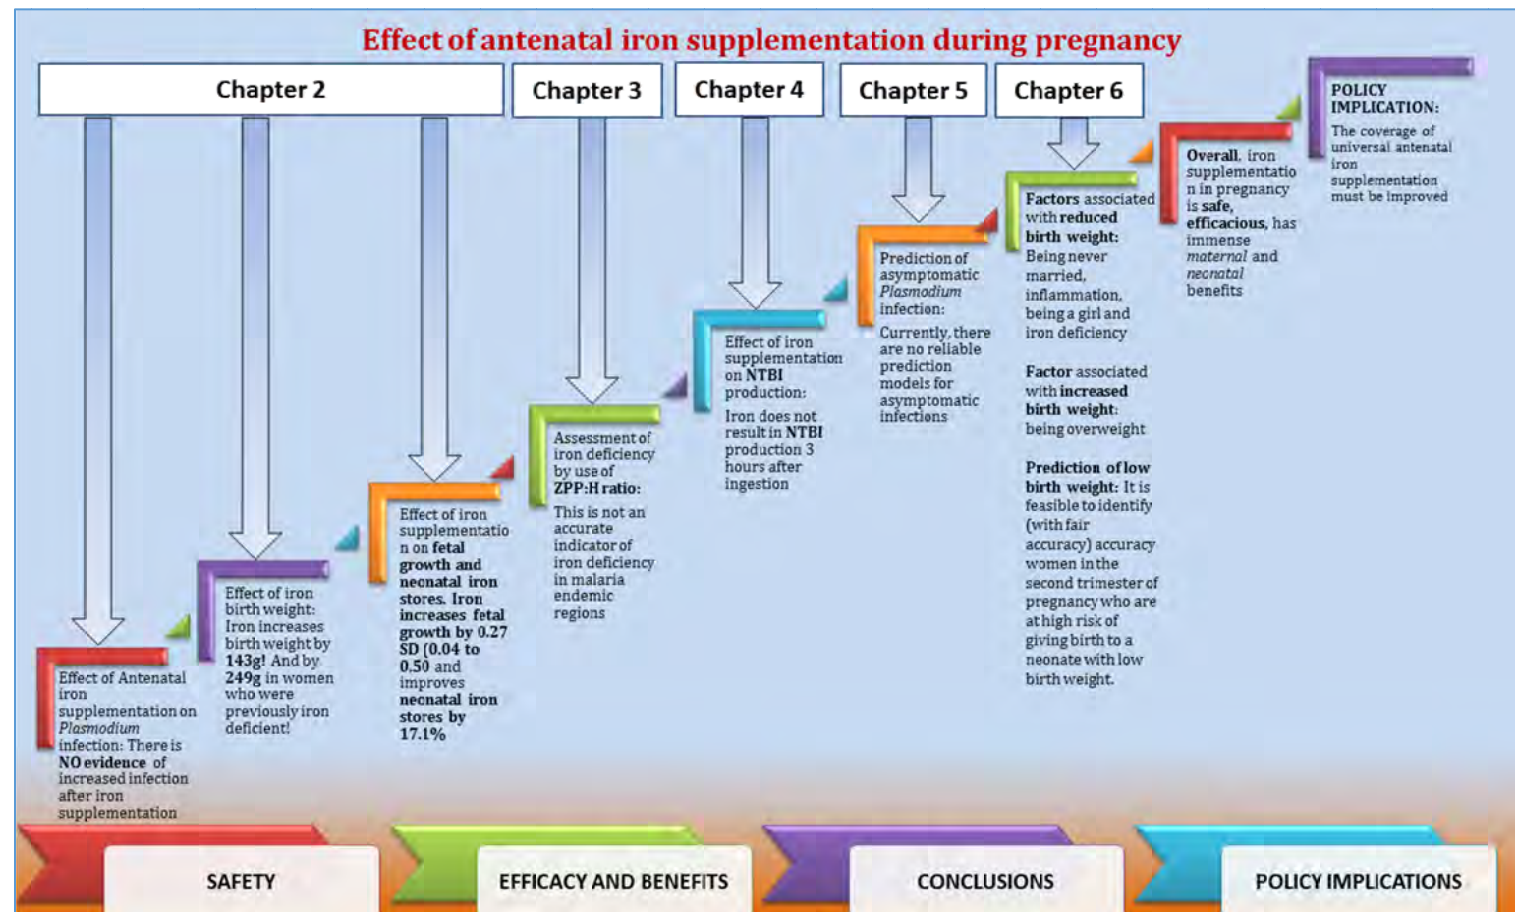 Effect of antenatal iron supplementation during pregnancy
Chapter 2
Chapter 3
Chapter 4
Chapter 5
Chapter 6
Effect of Antenatal
iron
supplementation on
Plasmodium
infection: There is
NO evidence of
increased infection
after iron
supplementation
Effect of iron
birth weight:
Iron increases
birth weight by
143g! And by
249g in women
who were
previously iron
deficient!
Effect of iron
supplementatio
n on fetal
growth and
neonatal iron
stores. Iron
increases fetal
growth by 0.27
SD [0.04 to
0.50 and
improves
neonatal iron
stores by
17.1%
Assessment of
iron deficiency
by use of
ZPP:H ratio:
This is not an
accurate
indicator of
iron deficiency
in malaria
endemic
regions
Effect of iron
supplementation
on NTBI
production:
Iron does not
result in NTBI
production 3
hours after
ingestion
Prediction of
asymptomatic
Plasmodium
infection:
Currently, there
are no reliable
prediction
models for
asymptomatic
infections
Factors associated
with reduced
birth weight:
Being never
married,
inflammation,
being a girl and
iron deficiency
Factor associated
with increased
birth weight:
being overweight
Prediction of low
birth weight: It is
feasible to identify
(with fair
accuracy) accuracy
women in the
second trimester of
pregnancy who are
at high risk of
giving birth to a
neonate with low
birth weight.
Overall, iron
supplementatio
n in pregnancy
is safe,
efficacious, has
immense
maternal and
neonatal
benefits
POLICY
IMPLICATION:
The coverage of
universal antenatal
iron
supplementation
must be improved
SAFETY
EFFICACY AND BENEFITS
CONCLUSIONS
POLICY IMPLICATIONS